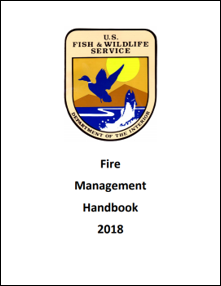 U.S.
FISH & WILDLIFE
SERVICE
DEPARTMENT OF THE INTERIOR
Fire
Management
Handbook
2018